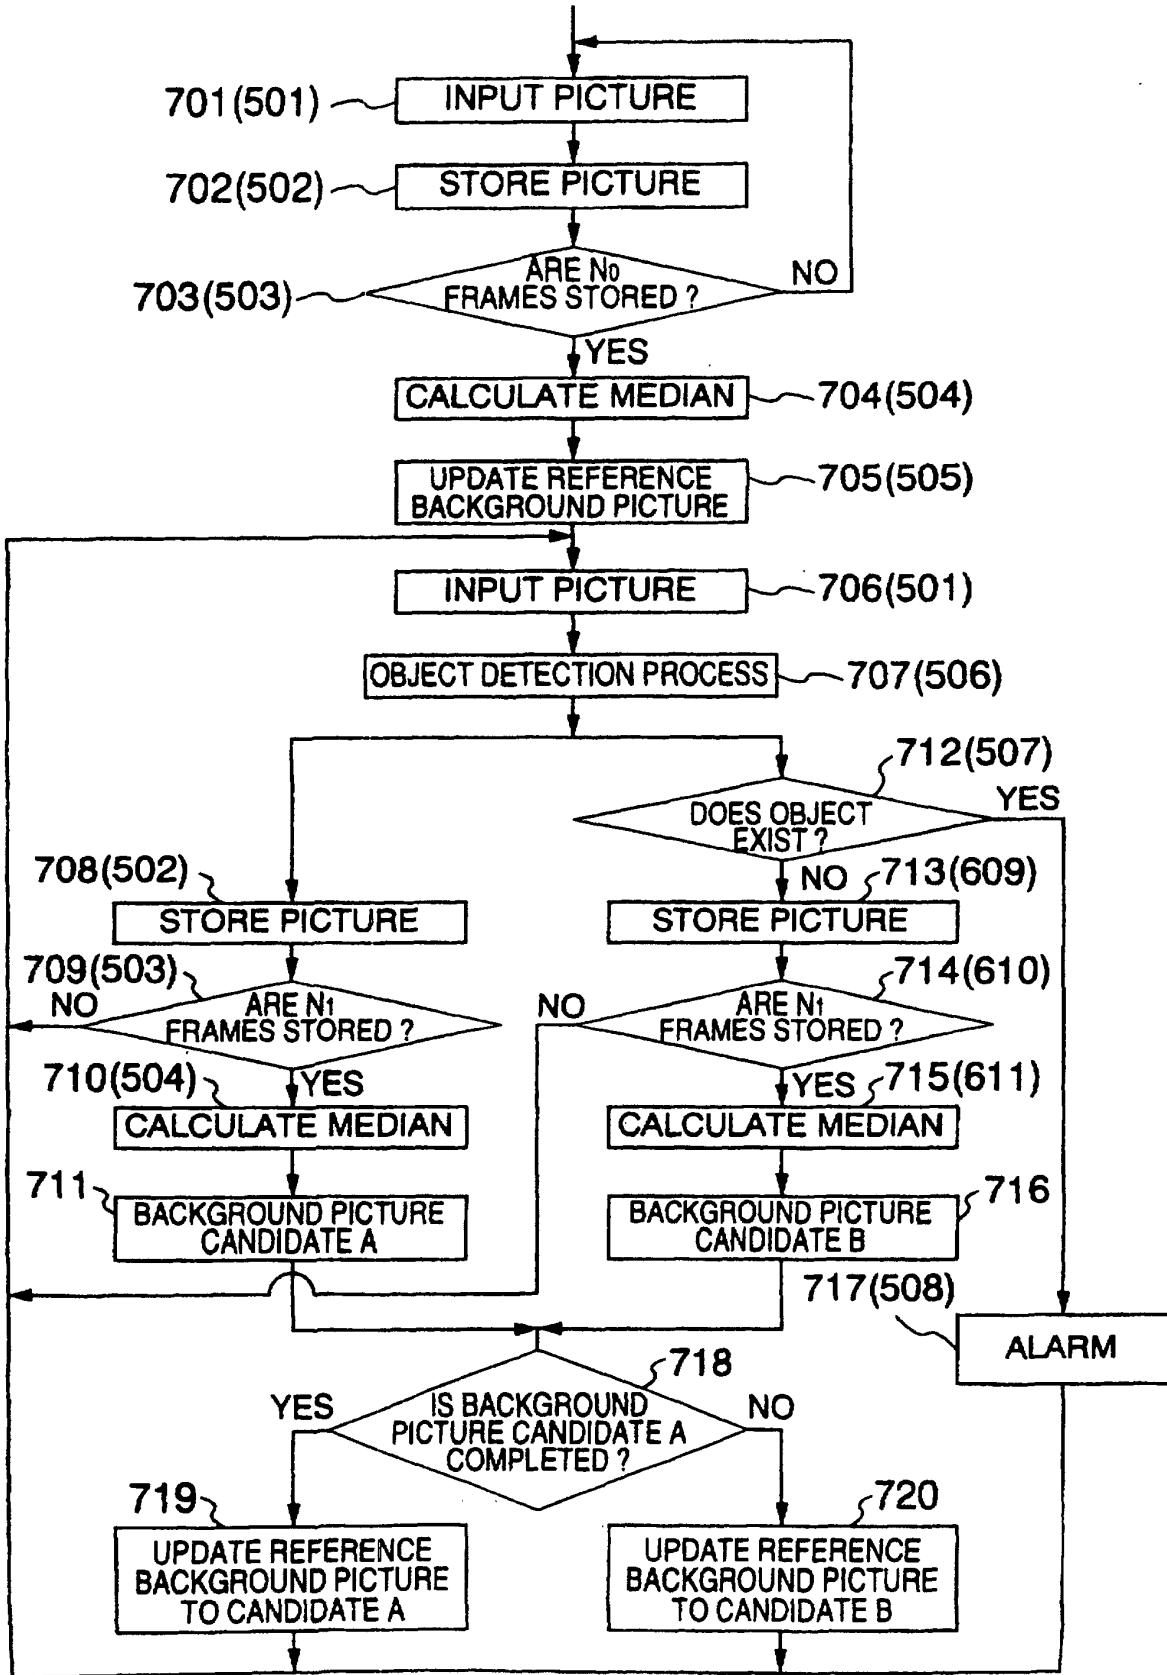 701(501)
INPUT PICTURE
702(502)
STORE PICTURE
703(503)
ARE N0
FRAMES STORED ?
NO
YES
CALCULATE MEDIAN
704(504)
UPDATE REFERENCE
BACKGROUND PICTURE
705(505)
INPUT PICTURE
706(501)
OBJECT DETECTION PROCESS
707(506)
712(507)
DOES OBJECT
EXIST ?
YES
NO
708(502)
STORE PICTURE
713(609)
STORE PICTURE
709(503)
NO
ARE N1
FRAMES STORED ?
YES
714(610)
NO
ARE N1
FRAMES STORED ?
YES
710(504)
CALCULATE MEDIAN
715(611)
CALCULATE MEDIAN
711
BACKGROUND PICTURE
CANDIDATE A
716
BACKGROUND PICTURE
CANDIDATE B
717(508)
ALARM
718
IS BACKGROUND
PICTURE CANDIDATE A
COMPLETED ?
YES
NO
719
UPDATE REFERENCE
BACKGROUND PICTURE
TO CANDIDATE A
720
UPDATE REFERENCE
BACKGROUND PICTURE
TO CANDIDATE B